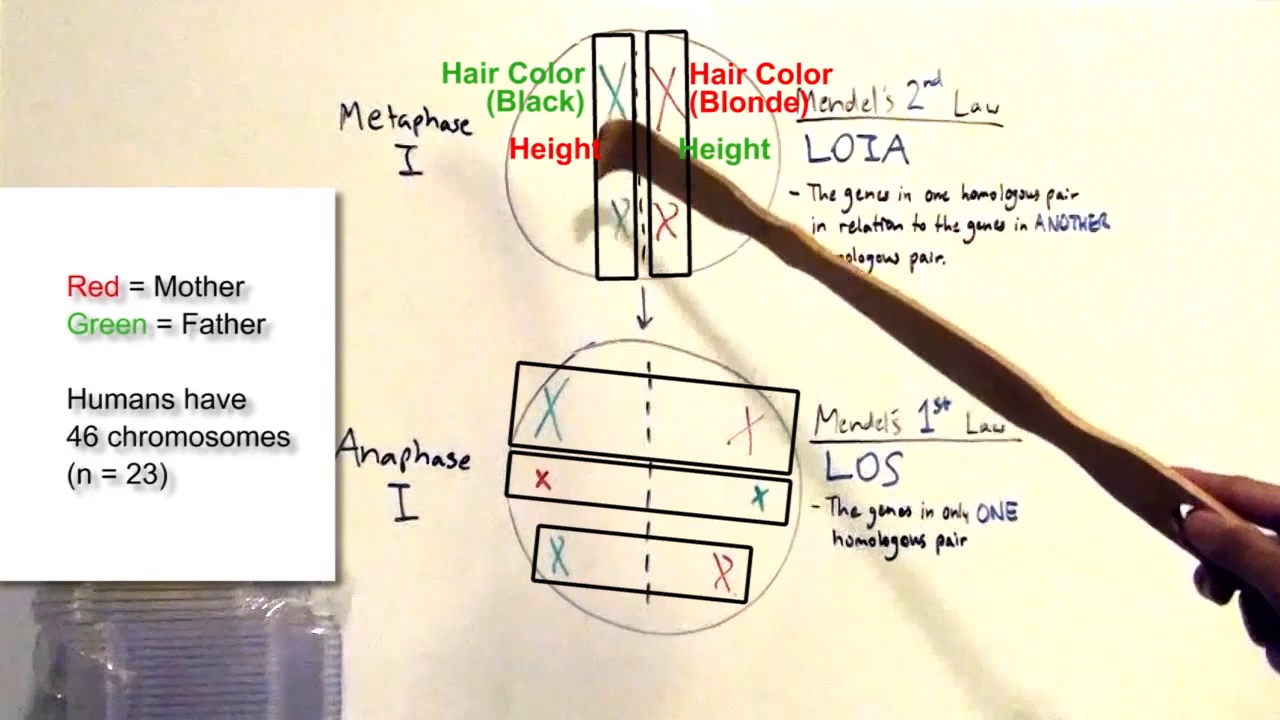 Hair Color
(Black)
Hair Color
(Blonde)
Height
Height
Metaphase
I
Mendel's 2nd Law
LOIA
- The genes in one homologous pair
in relation to the genes in ANOTHER
pair.
Red = Mother
Green = Father
Humans have
46 chromosomes
(n = 23)
Anaphase
I
Mendel's 1st Law
LOS
- The genes in only ONE
homologous pair